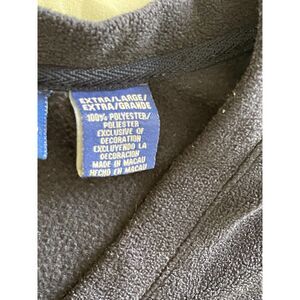 EXTRA/LARGE/
EXTRA/GRANDE
100% POLYESTER/
POLIESTER
EXCLUSIVE OF
DECORATION
EXCLUYENDO LA
DECORACION
MADE IN MACAU
HECHO EN MACAU